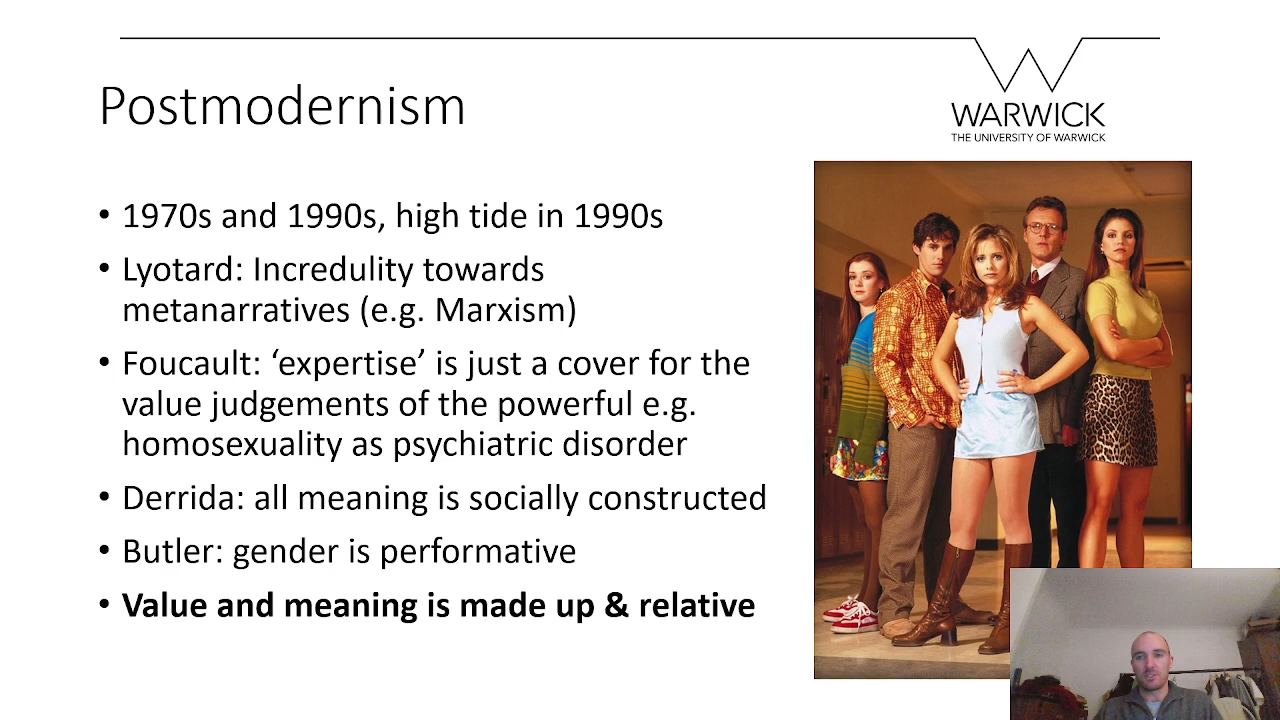 WARWICK
THE UNIVERSITY OF WARWICK
Postmodernism
• 1970s and 1990s, high tide in 1990s
• Lyotard: Incredulity towards
metanarratives (e.g. Marxism)
• Foucault: ‘expertise’ is just a cover for the
value judgements of the powerful e.g.
homosexuality as psychiatric disorder
• Derrida: all meaning is socially constructed
• Butler: gender is performative
• Value and meaning is made up & relative